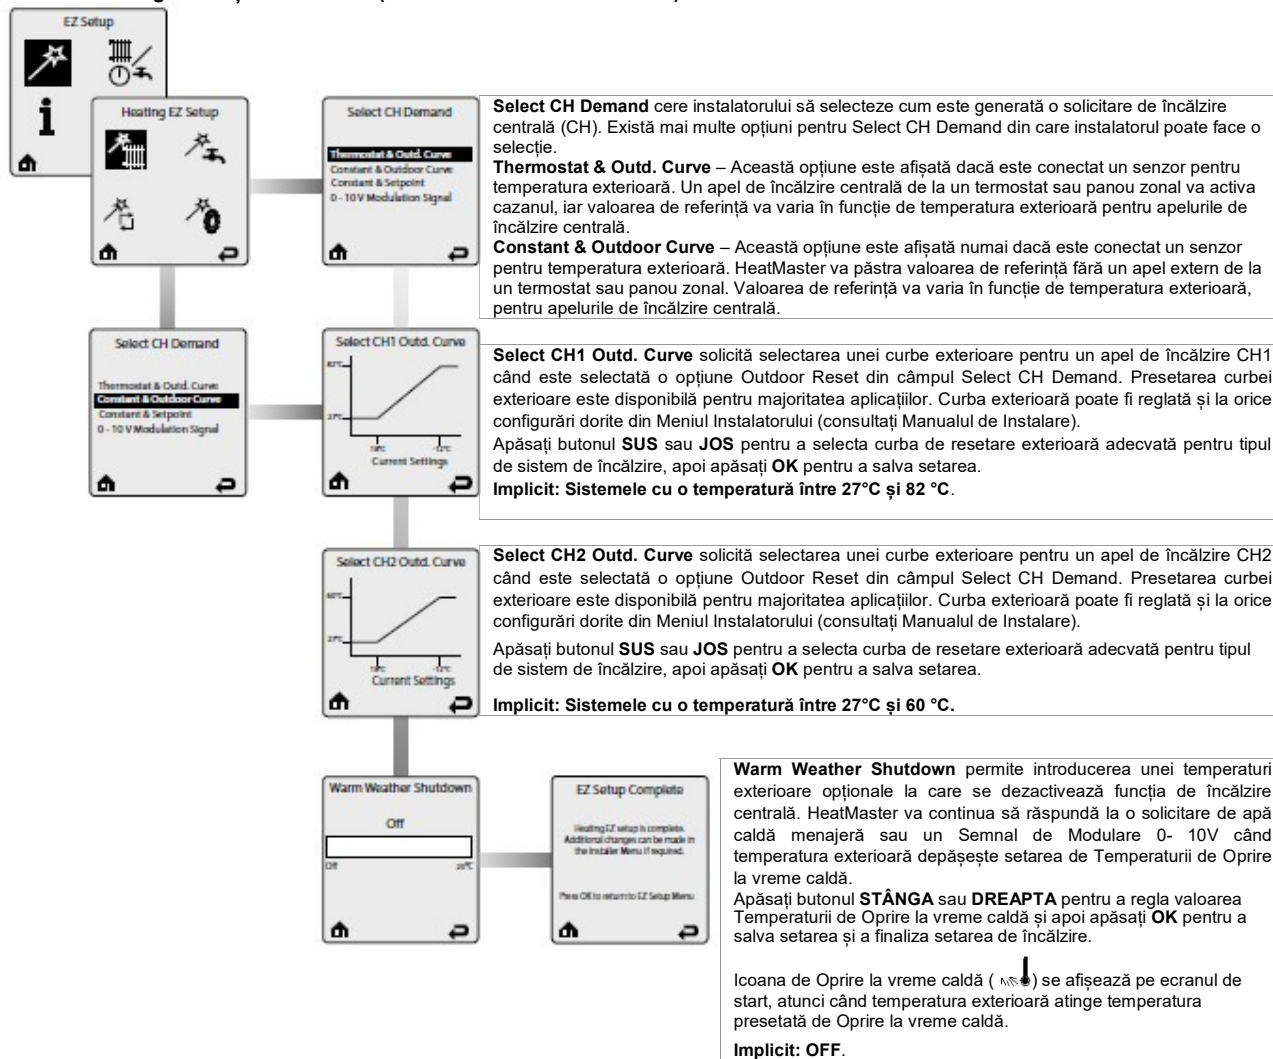 EZ Setup
Heating EZ Setup
Select CH Demand
Thermostat & Outd. Curve
Constant & Outdoor Curve
Constant & Setpoint
0 - 10 V Modulation Signal
Select CH Demand cere instalatorului să selecteze cum este generată o solicitare de încălzire
centrală (CH). Există mai multe opțiuni pentru Select CH Demand din care instalatorul poate face o
selecție.
Thermostat & Outd. Curve – Această opțiune este afișată dacă este conectat un senzor pentru
temperatura exterioară. Un apel de încălzire centrală de la un termostat sau panou zonal va activa
cazanul, iar valoarea de referință va varia în funcție de temperatura exterioară pentru apelurile de
încălzire centrală.
Constant & Outdoor Curve – Această opțiune este afișată numai dacă este conectat un senzor
pentru temperatura exterioară. HeatMaster va păstra valoarea de referință fără un apel extern de la
un termostat sau panou zonal. Valoarea de referință va varia în funcție de temperatura exterioară,
pentru apelurile de încălzire centrală.
Select CH Demand
Thermostat & Outd. Curve
Constant & Outdoor Curve
Constant & Setpoint
0 - 10 V Modulation Signal
Select CH1 Outd. Curve
82°C
27°C
18°C
-12°C
Current Settings
Select CH1 Outd. Curve solicită selectarea unei curbe exterioare pentru un apel de încălzire CH1
când este selectată o opțiune Outdoor Reset din câmpul Select CH Demand. Presetarea curbei
exterioare este disponibilă pentru majoritatea aplicațiilor. Curba exterioară poate fi reglată și la orice
configurări dorite din Meniul Instalatorului (consultați Manualul de Instalare).
Apăsați butonul SUS sau JOS pentru a selecta curba de resetare exterioară adecvată pentru tipul
de sistem de încălzire, apoi apăsați OK pentru a salva setarea.
Implicit: Sistemele cu o temperatură între 27°C și 82 °C.
Select CH2 Outd. Curve
60°C
27°C
18°C
-12°C
Current Settings
Select CH2 Outd. Curve solicită selectarea unei curbe exterioare pentru un apel de încălzire CH2
când este selectată o opțiune Outdoor Reset din câmpul Select CH Demand. Presetarea curbei
exterioare este disponibilă pentru majoritatea aplicațiilor. Curba exterioară poate fi reglată și la orice
configurări dorite din Meniul Instalatorului (consultați Manualul de Instalare).
Apăsați butonul SUS sau JOS pentru a selecta curba de resetare exterioară adecvată pentru tipul
de sistem de încălzire, apoi apăsați OK pentru a salva setarea.
Implicit: Sistemele cu o temperatură între 27°C și 60 °C.
Warm Weather Shutdown
Off
Off
EZ Setup Complete
Heating EZ setup is complete.
Additional changes can be made in
the Installer Menu if required.
Press OK to return to EZ Setup Menu
Warm Weather Shutdown permite introducerea unei temperaturi
exterioare opționale la care se dezactivează funcția de încălzire
centrală. HeatMaster va continua să răspundă la o solicitare de apă
caldă menajeră sau un Semnal de Modulare 0- 10V când
temperatura exterioară depășește setarea de Temperaturii de Oprire
la vreme caldă.
Apăsați butonul STÂNGA sau DREAPTA pentru a regla valoarea
Temperaturii de Oprire la vreme caldă și apoi apăsați OK pentru a
salva setarea și a finaliza setarea de încălzire.
Icoana de Oprire la vreme caldă ( ) se afișează pe ecranul de
start, atunci când temperatura exterioară atinge temperatura
presetată de Oprire la vreme caldă.
Implicit: OFF.